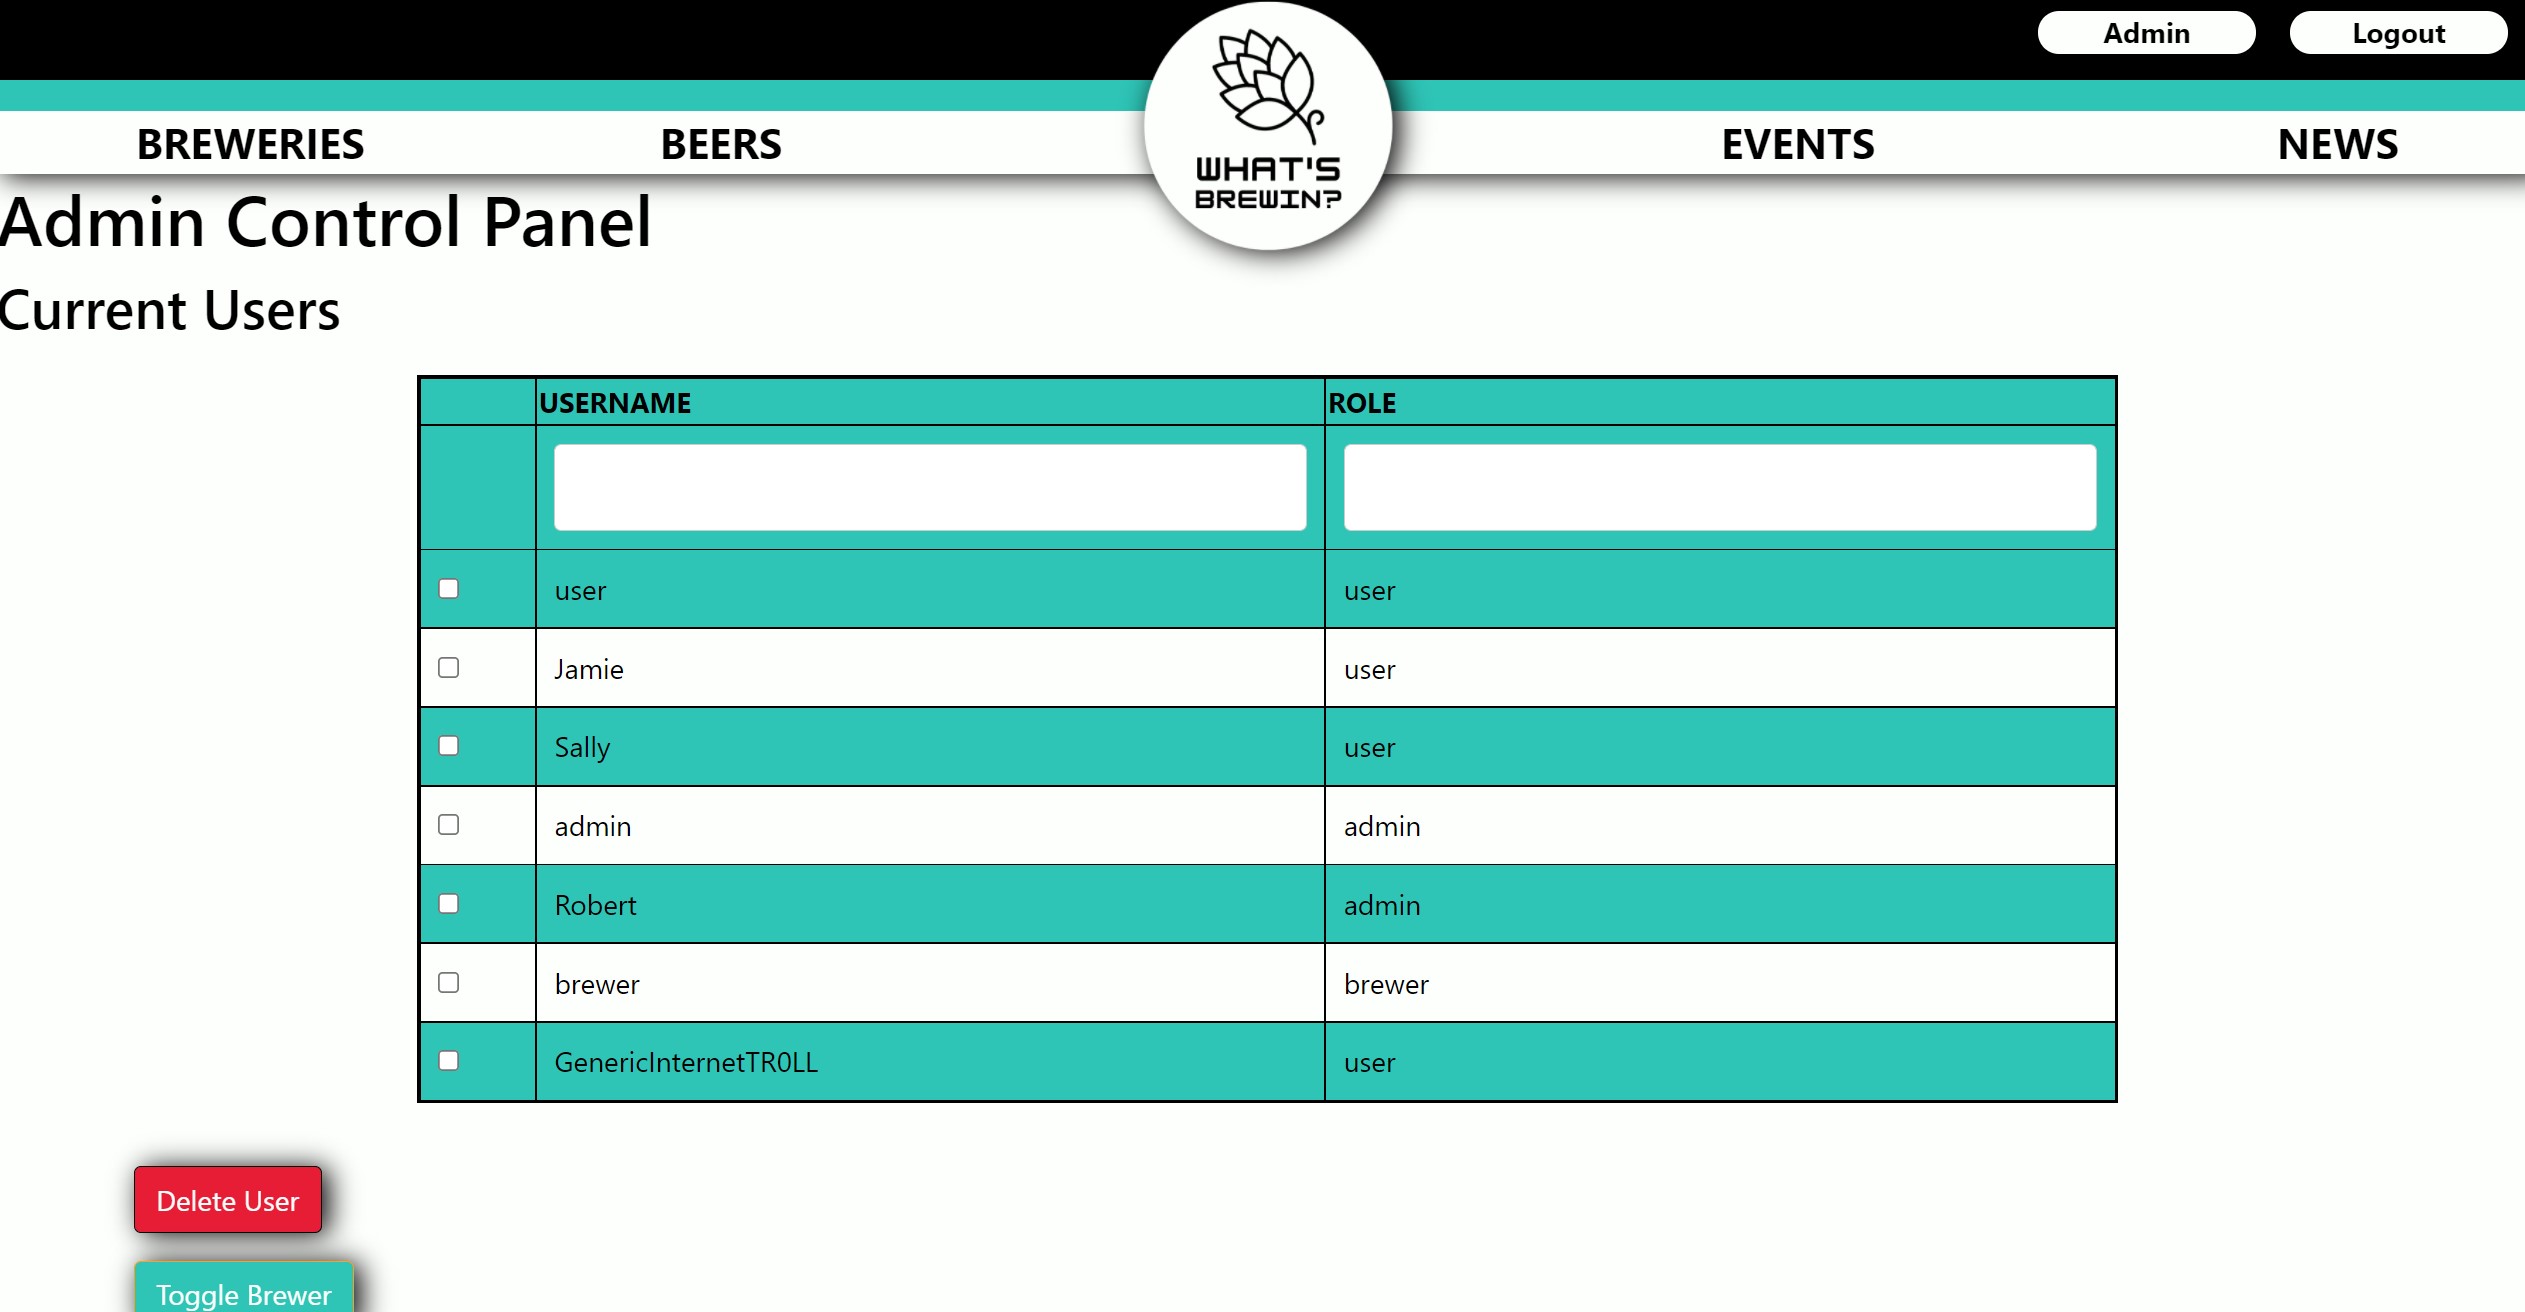 Admin Logout
BREWERIES BEERS EVENTS NEWS
WHAT'S
BREWIN?
Admin Control Panel
Current Users
USERNAME ROLE
user user
Jamie user
Sally user
admin admin
Robert admin
brewer brewer
GenericInternetTR0LL user
Delete User
Toggle Brewer